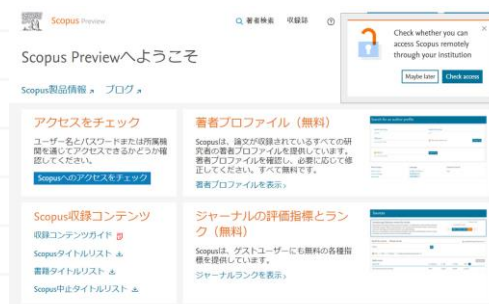 Scopus Preview
著者検索 収録誌
Check whether you can
access Scopus remotely
through your institution
Maybe later Check access
Scopus Previewへようこそ
Scopus製品情報 ブログ
アクセスをチェック
ユーザー名とパスワードまたは所属機
関を通じてアクセスできるかどうか確
認してください。
Scopusへのアクセスをチェック
著者プロファイル（無料）
Scopusは、論文が収録されているすべての研
究者の著者プロファイルを提供しています。
著者プロファイルを確認し、必要に応じて修
正してください。すべて無料です。
著者プロファイルを表示
Scopus収録コンテンツ
収録コンテンツガイド
Scopusタイトルリスト
書籍タイトルリスト
Scopus中止タイトルリスト
ジャーナルの評価指標とラン
ク（無料）
Scopusは、ゲストユーザーにも無料の各種指
標を提供しています。
ジャーナルランクを表示